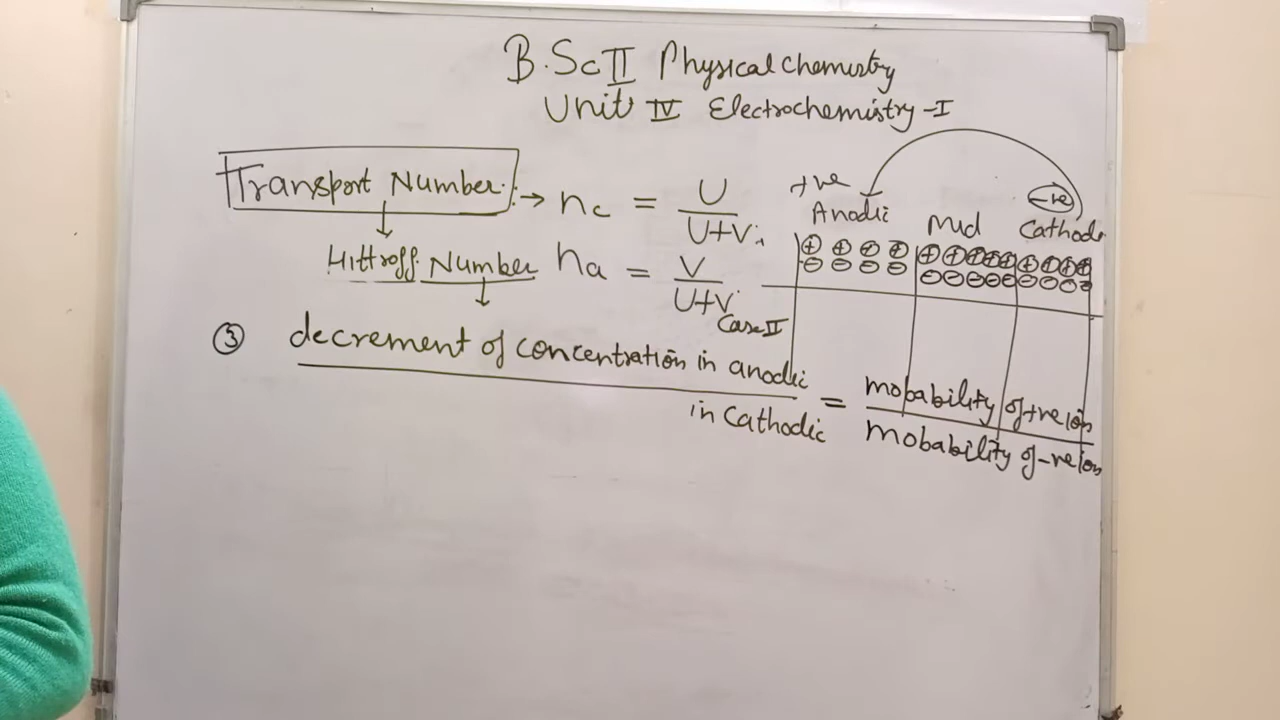 B.Sc II Physical Chemistry
Unit IV Electrochemistry-I
Transport Number. → nc = U / U+V
Hittroff Number na = V / U+V
+ve -ve
Anodic Mid Cathode
⊕ ⊕ ⊕ ⊕ ⊕ ⊕ ⊕ ⊕ ⊕ ⊕ ⊕ ⊕ ⊕
⊖ ⊖ ⊖ ⊖ ⊖ ⊖ ⊖ ⊖ ⊖ ⊖ ⊖ ⊖ ⊖
Case II
③ decrement of concentration in anodic
in Cathodic
= mobability of +ve ion
mobability of -ve ion